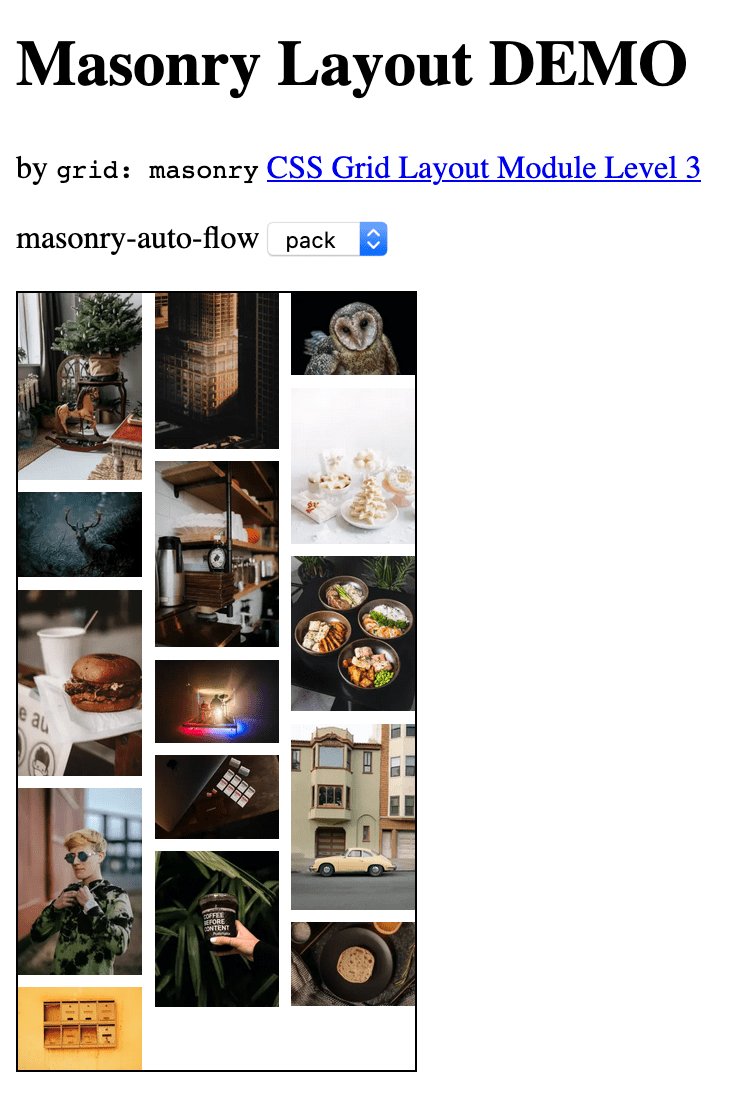 Masonry Layout DEMO
by grid: masonry CSS Grid Layout Module Level 3
masonry-auto-flow pack
e au
COFFEE
BEFORE
CONTENT